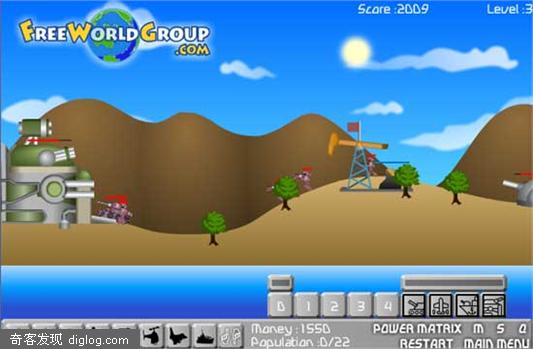 Score :2009
Level :3
FREEWORLDGROUP
.COM
0 1 2 3 4
Money :1550
Population :0/22
POWER MATRIX M S Q
RESTART MAIN MENU
奇客发现 diglog.com